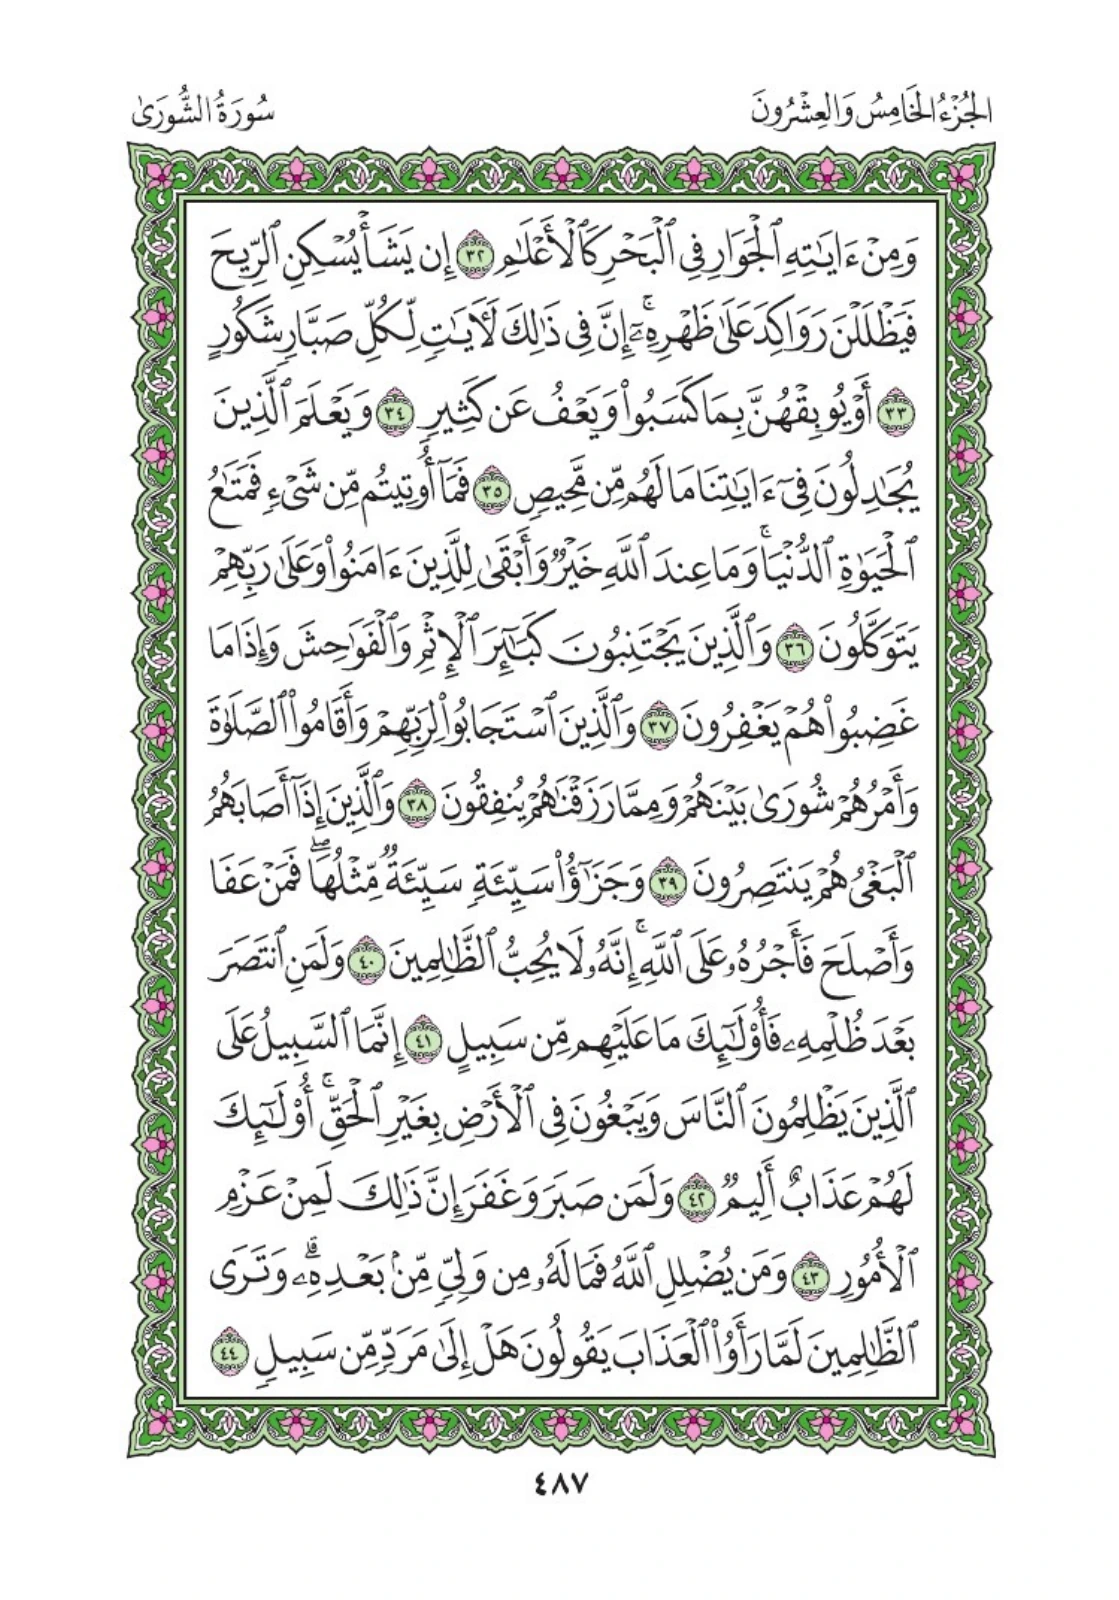 الجُزْءُ الخَامِسُ وَالعِشْرُونَ
سُورَةُ الشُّورَىٰ
وَمِنْ ءَايَٰتِهِ ٱلْجَوَارِ فِى ٱلْبَحْرِ كَٱلْأَعْلَٰمِ ٣٢ إِن يَشَأْ يُسْكِنِ ٱلرِّيحَ
فَيَظْلَلْنَ رَوَاكِدَ عَلَىٰ ظَهْرِهِۦٓ ۚ إِنَّ فِى ذَٰلِكَ لَءَايَٰتٍ لِّكُلِّ صَبَّارٍ شَكُورٍ
٣٣ أَوْ يُوبِقْهُنَّ بِمَا كَسَبُوا۟ وَيَعْفُ عَن كَثِيرٍ ٣٤ وَيَعْلَمَ ٱلَّذِينَ
يُجَٰدِلُونَ فِىٓ ءَايَٰتِنَا مَا لَهُم مِّن مَّحِيصٍ ٣٥ فَمَآ أُوتِيتُم مِّن شَىْءٍ فَمَتَٰعُ
ٱلْحَيَوٰةِ ٱلدُّنْيَا ۚ وَمَا عِندَ ٱللَّهِ خَيْرٌ وَأَبْقَىٰ لِلَّذِينَ ءَامَنُوا۟ وَعَلَىٰ رَبِّهِمْ
يَتَوَكَّلُونَ ٣٦ وَٱلَّذِينَ يَجْتَنِبُونَ كَبَٰٓئِرَ ٱلْإِثْمِ وَٱلْفَوَٰحِشَ وَإِذَا مَا
غَضِبُوا۟ هُمْ يَغْفِرُونَ ٣٧ وَٱلَّذِينَ ٱسْتَجَابُوا۟ لِرَبِّهِمْ وَأَقَامُوا۟ ٱلصَّلَوٰةَ
وَأَمْرُهُمْ شُورَىٰ بَيْنَهُمْ وَمِمَّا رَزَقْنَٰهُمْ يُنفِقُونَ ٣٨ وَٱلَّذِينَ إِذَآ أَصَابَهُمُ
ٱلْبَغْىُ هُمْ يَنتَصِرُونَ ٣٩ وَجَزَٰٓؤُا۟ سَيِّئَةٍ سَيِّئَةٌ مِّثْلُهَا ۖ فَمَنْ عَفَا
وَأَصْلَحَ فَأَجْرُهُۥ عَلَى ٱللَّهِ ۚ إِنَّهُۥ لَا يُحِبُّ ٱلظَّٰلِمِينَ ٤٠ وَلَمَنِ ٱنتَصَرَ
بَعْدَ ظُلْمِهِۦ فَأُو۟لَٰٓئِكَ مَا عَلَيْهِم مِّن سَبِيلٍ ٤١ إِنَّمَا ٱلسَّبِيلُ عَلَى
ٱلَّذِينَ يَظْلِمُونَ ٱلنَّاسَ وَيَبْغُونَ فِى ٱلْأَرْضِ بِغَيْرِ ٱلْحَقِّ ۚ أُو۟لَٰٓئِكَ
لَهُمْ عَذَابٌ أَلِيمٌ ٤٢ وَلَمَن صَبَرَ وَغَفَرَ إِنَّ ذَٰلِكَ لَمِنْ عَزْمِ
ٱلْأُمُورِ ٤٣ وَمَن يُضْلِلِ ٱللَّهُ فَمَا لَهُۥ مِن وَلِىٍّ مِّنۢ بَعْدِهِۦ ۗ وَتَرَى
ٱلظَّٰلِمِينَ لَمَّا رَأَوُا۟ ٱلْعَذَابَ يَقُولُونَ هَلْ إِلَىٰ مَرَدٍّ مِّن سَبِيلٍ ٤٤
٤٨٧